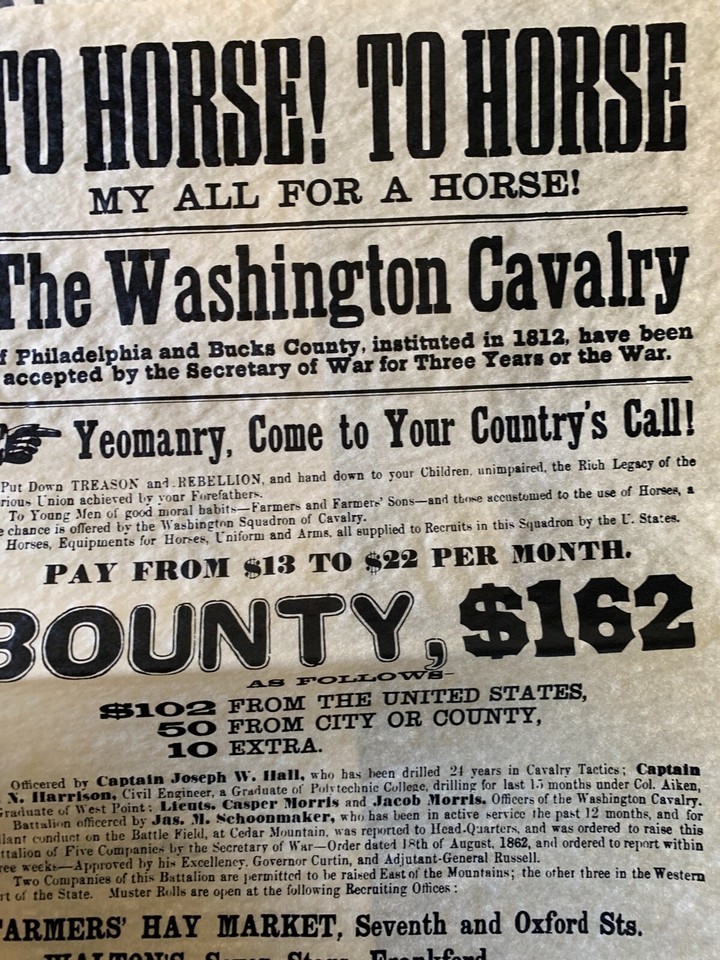 TO HORSE! TO HORSE
MY ALL FOR A HORSE!
The Washington Cavalry
f Philadelphia and Bucks County, instituted in 1812, have been
accepted by the Secretary of War for Three Years or the War.
Yeomanry, Come to Your Country's Call!
Put Down TREASON and REBELLION, and hand down to your Children, unimpaired, the Rich Legacy of the
rious Union achieved by your Forefathers.
To Young Men of good moral habits—Farmers and Farmers' Sons—and those accustomed to the use of Horses, a
e chance is offered by the Washington Squadron of Cavalry.
Horses, Equipments for Horses, Uniform and Arms, all supplied to Recruits in this Squadron by the U. States.
PAY FROM $13 TO $22 PER MONTH.
BOUNTY, $162
AS FOLLOWS
$102 FROM THE UNITED STATES,
50 FROM CITY OR COUNTY,
10 EXTRA.
Officered by Captain Joseph W. Hall, who has been drilled 24 years in Cavalry Tactics; Captain
N. Harrison, Civil Engineer, a Graduate of Polytechnic College, drilling for last 15 months under Col. Aiken,
Graduate of West Point; Lieuts. Casper Morris and Jacob Morris, Officers of the Washington Cavalry.
Battalion officered by Jas. M. Schoonmaker, who has been in active service the past 12 months, and for
llant conduct on the Battle Field, at Cedar Mountain, was reported to Head-Quarters, and was ordered to raise this
ttalion of Five Companies by the Secretary of War—Order dated 18th of August, 1862, and ordered to report within
ree weeks—Approved by his Excellency, Governor Curtin, and Adjutant-General Russell.
Two Companies of this Battalion are permitted to be raised East of the Mountains; the other three in the Western
rt of the State. Muster Rolls are open at the following Recruiting Offices:
FARMERS' HAY MARKET, Seventh and Oxford Sts.
WALTON'S Frankford